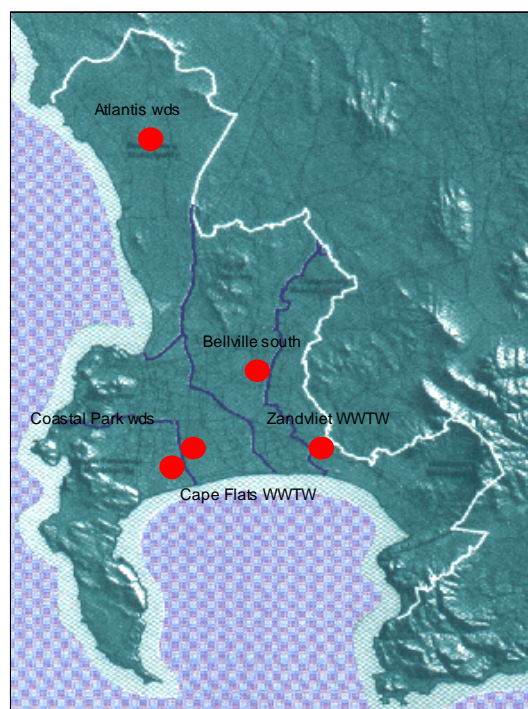 Atlantis wds
Bellville south
Coastal Park wds
Zandvliet WWTW
Cape Flats WWTW